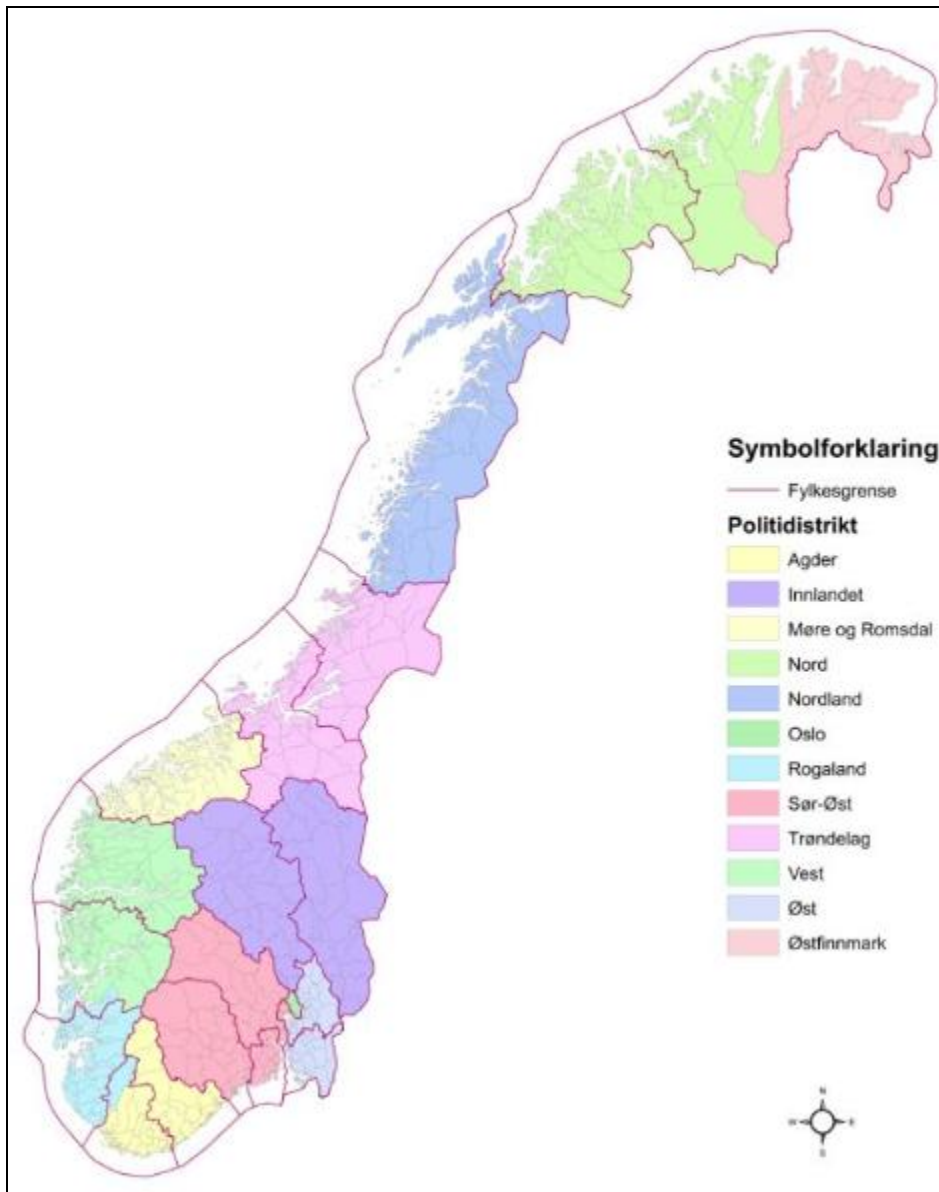 Symbolforklaring
Fylkesgrense
Politidistrikt
Agder
Innlandet
Møre og Romsdal
Nord
Nordland
Oslo
Rogaland
Sør-Øst
Trøndelag
Vest
Øst
Østfinnmark
N
W E
S